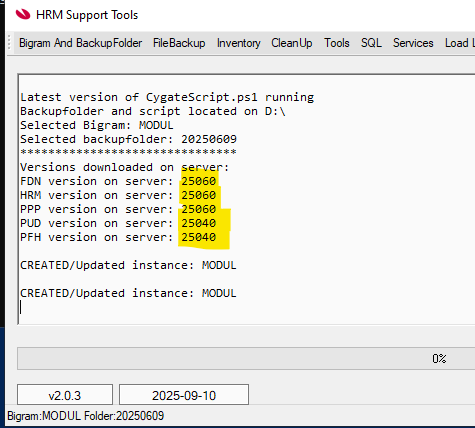 HRM Support Tools
Bigram And BackupFolder FileBackup Inventory CleanUp Tools SQL Services Load L
Latest version of CygateScript.ps1 running
Backupfolder and script located on D:\
Selected Bigram: MODUL
Selected backupfolder: 20250609
**********************************
Versions downloaded on server:
FDN version on server: 25060
HRM version on server: 25060
PPP version on server: 25060
PUD version on server: 25040
PFH version on server: 25040
CREATED/Updated instance: MODUL
CREATED/Updated instance: MODUL
0%
v2.0.3 2025-09-10
Bigram:MODUL Folder:20250609